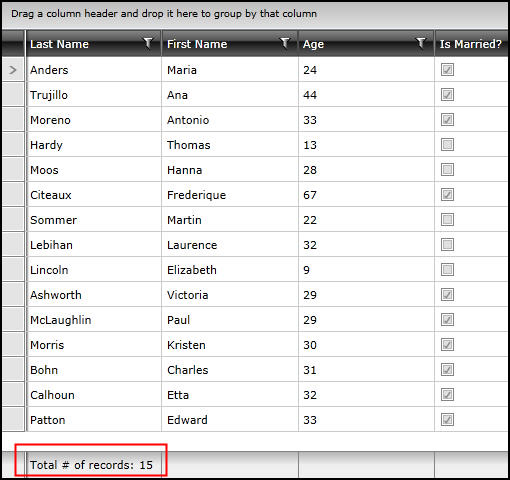 Drag a column header and drop it here to group by that column
Last Name First Name Age Is Married?
Anders Maria 24
Trujillo Ana 44
Moreno Antonio 33
Hardy Thomas 13
Moos Hanna 28
Citeaux Frederique 67
Sommer Martin 22
Lebihan Laurence 32
Lincoln Elizabeth 9
Ashworth Victoria 29
McLaughlin Paul 29
Morris Kristen 30
Bohn Charles 31
Calhoun Etta 32
Patton Edward 33
Total # of records: 15